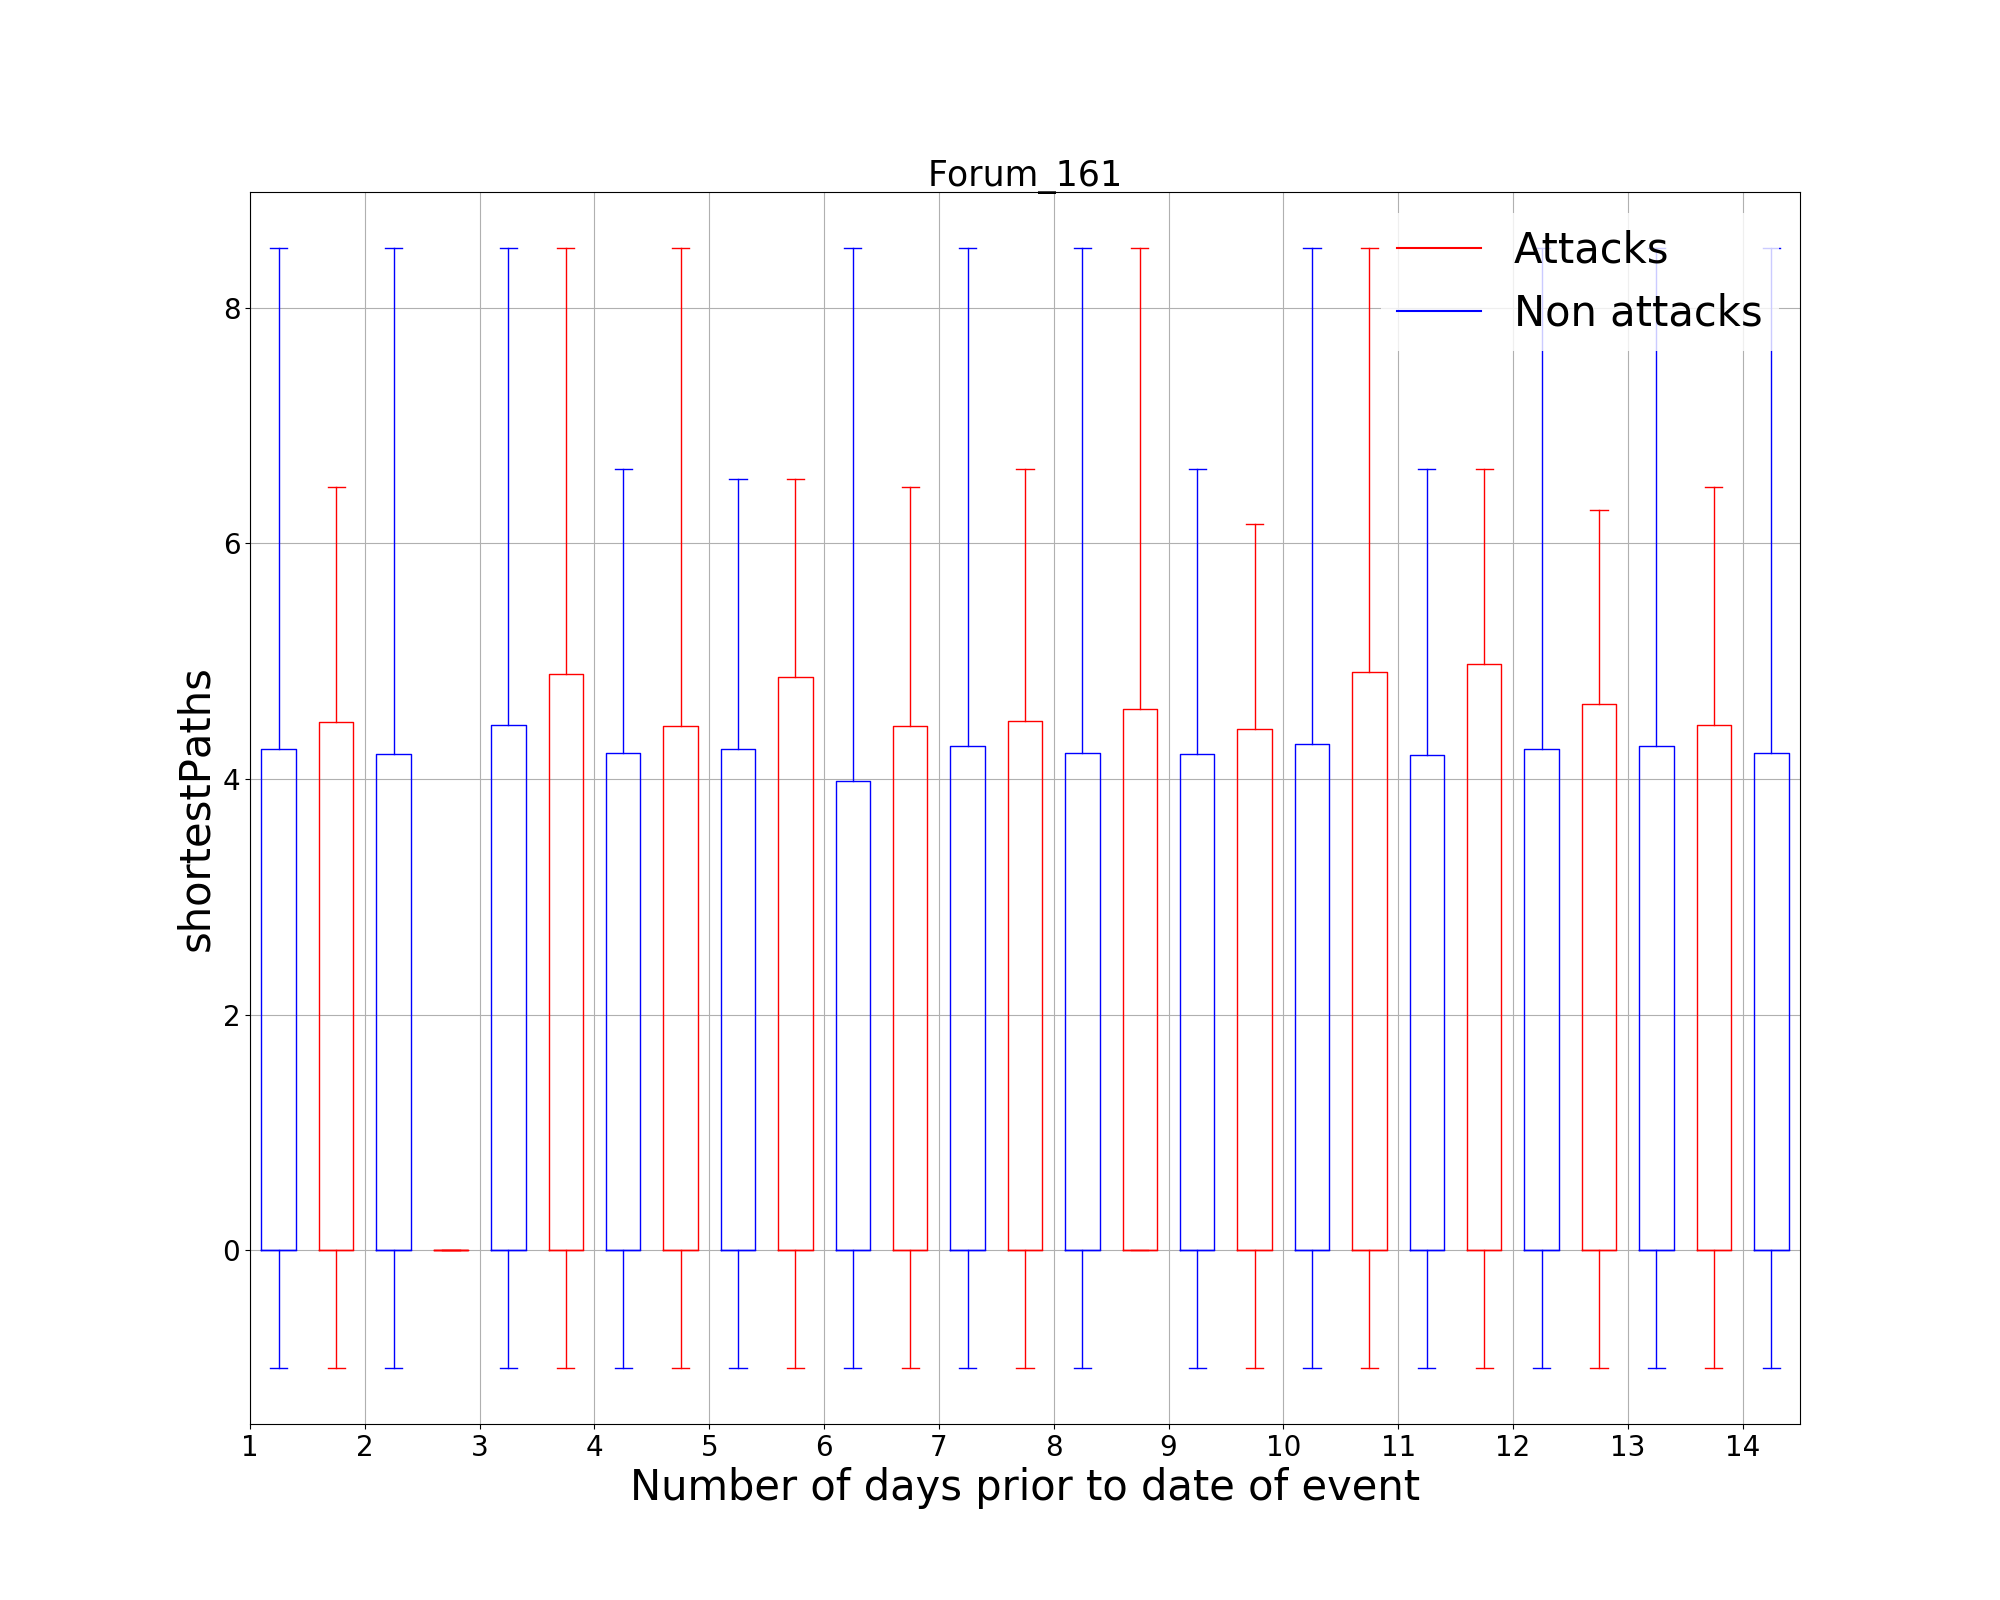 Forum_161
Attacks
Non attacks
shortestPaths
8
6
4
2
0
1 2 3 4 5 6 7 8 9 10 11 12 13 14
Number of days prior to date of event